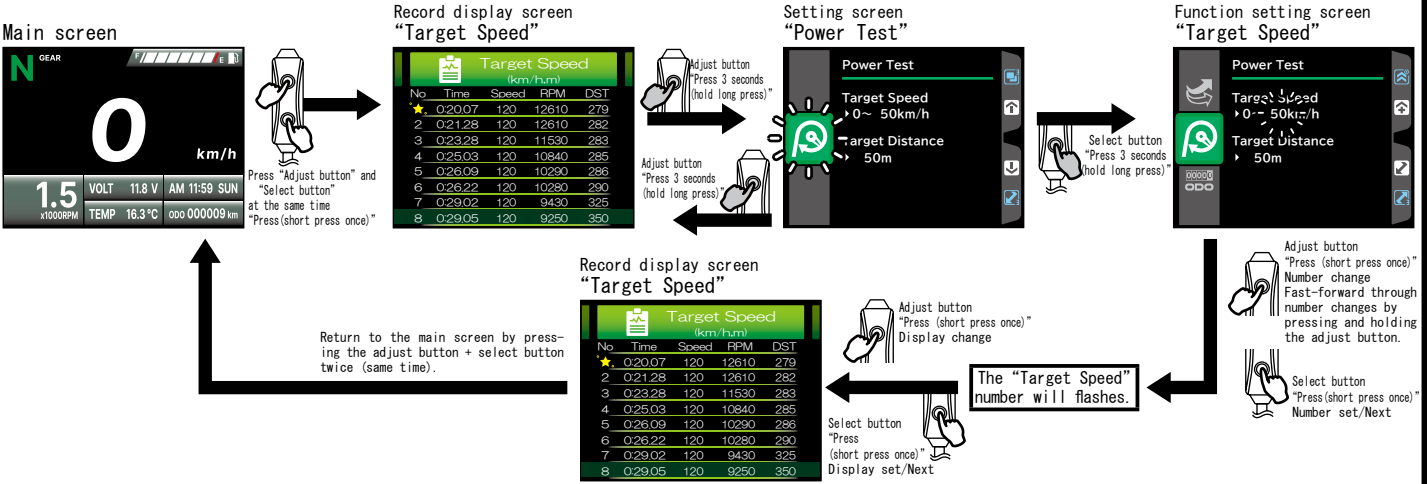 Main screen
N
GEAR
F
E
0
km/h
1.5
x1000RPM
VOLT 11.8 V
AM 11:59 SUN
TEMP 16.3 °C
ODO 000009 km
Press “Adjust button” and
“Select button”
at the same time
“Press(short press once)”
Record display screen
“Target Speed”
Target Speed
(km/h,m)
No Time Speed RPM DST
0:20.07 120 12610 279
2 0:21.28 120 12610 282
3 0:23.28 120 11530 283
4 0:25.03 120 10840 285
5 0:26.09 120 10290 286
6 0:26.22 120 10280 290
7 0:29.02 120 9430 325
8 0:29.05 120 9250 350
Adjust button
“Press 3 seconds
(hold long press)”
Adjust button
“Press 3 seconds
(hold long press)”
Setting screen
“Power Test”
Power Test
Target Speed
0~ 50km/h
Target Distance
50m
Select button
“Press 3 seconds
(hold long press)”
Function setting screen
“Target Speed”
Power Test
Target Speed
0~ 50km/h
Target Distance
50m
00000
ODO
Adjust button
“Press (short press once)”
Number change
Fast-forward through
number changes by
pressing and holding
the adjust button.
Select button
“Press(short press once)”
Number set/Next
The “Target Speed”
number will flashes.
Adjust button
“Press (short press once)”
Display change
Select button
“Press
(short press once)”
Display set/Next
Record display screen
“Target Speed”
Target Speed
(km/h,m)
No Time Speed RPM DST
0:20.07 120 12610 279
2 0:21.28 120 12610 282
3 0:23.28 120 11530 283
4 0:25.03 120 10840 285
5 0:26.09 120 10290 286
6 0:26.22 120 10280 290
7 0:29.02 120 9430 325
8 0:29.05 120 9250 350
Return to the main screen by press-
ing the adjust button + select button
twice (same time).